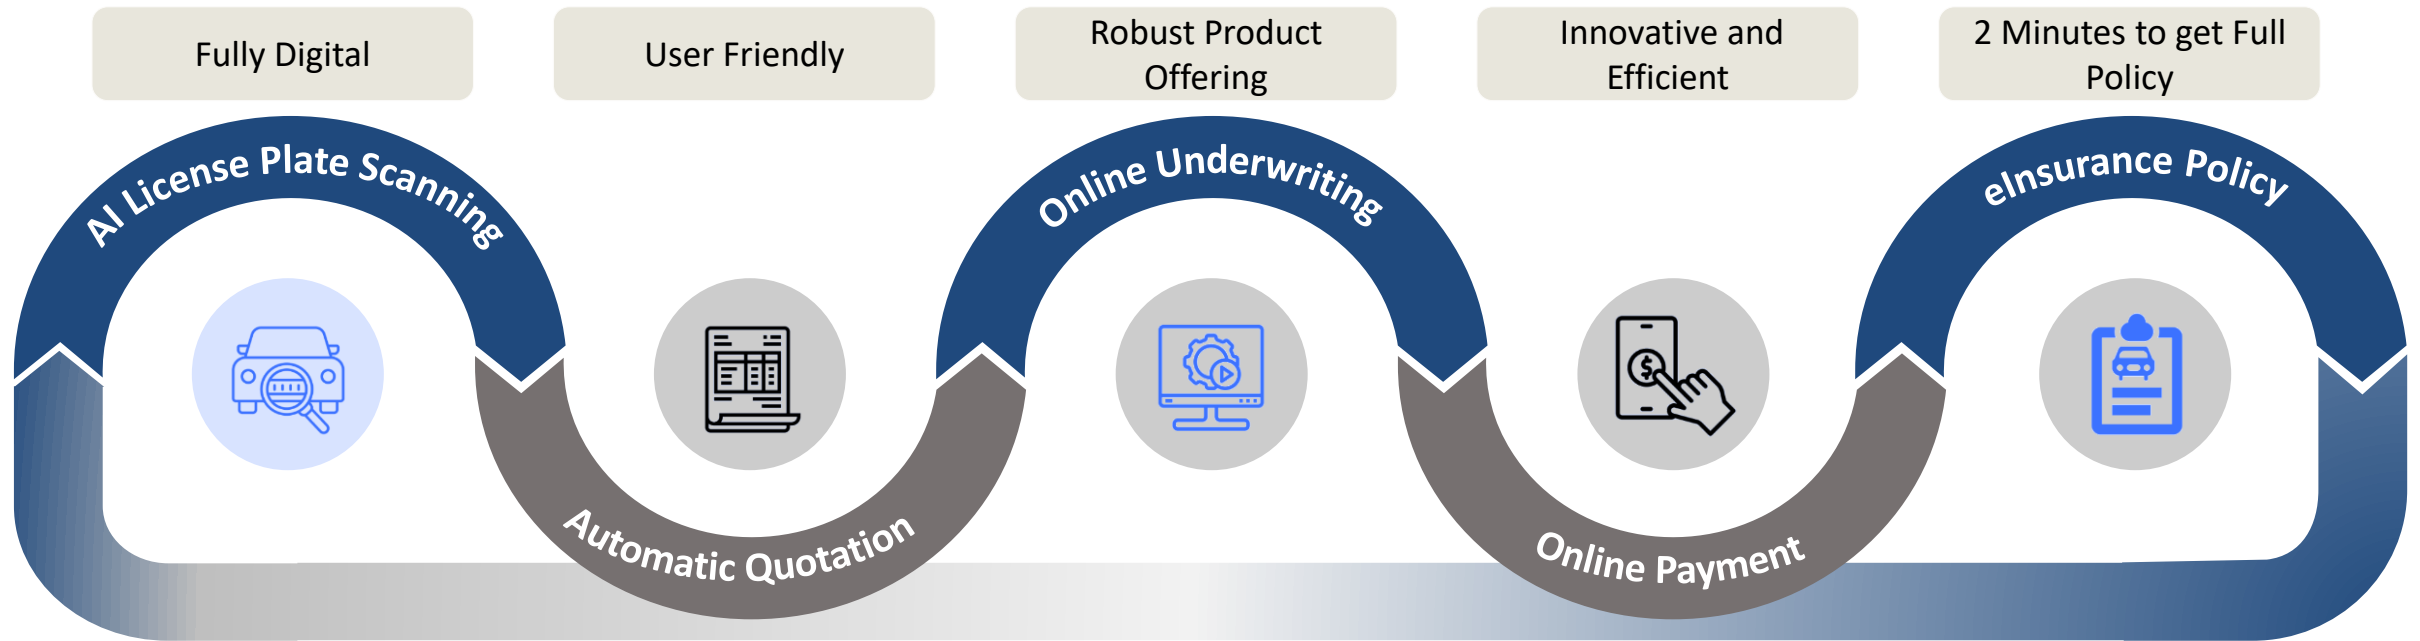 Fully Digital
User Friendly
Robust Product
Offering
Innovative and
Efficient
2 Minutes to get Full
Policy
AI License Plate Scanning
Automatic Quotation
Online Underwriting
Online Payment
eInsurance Policy
$